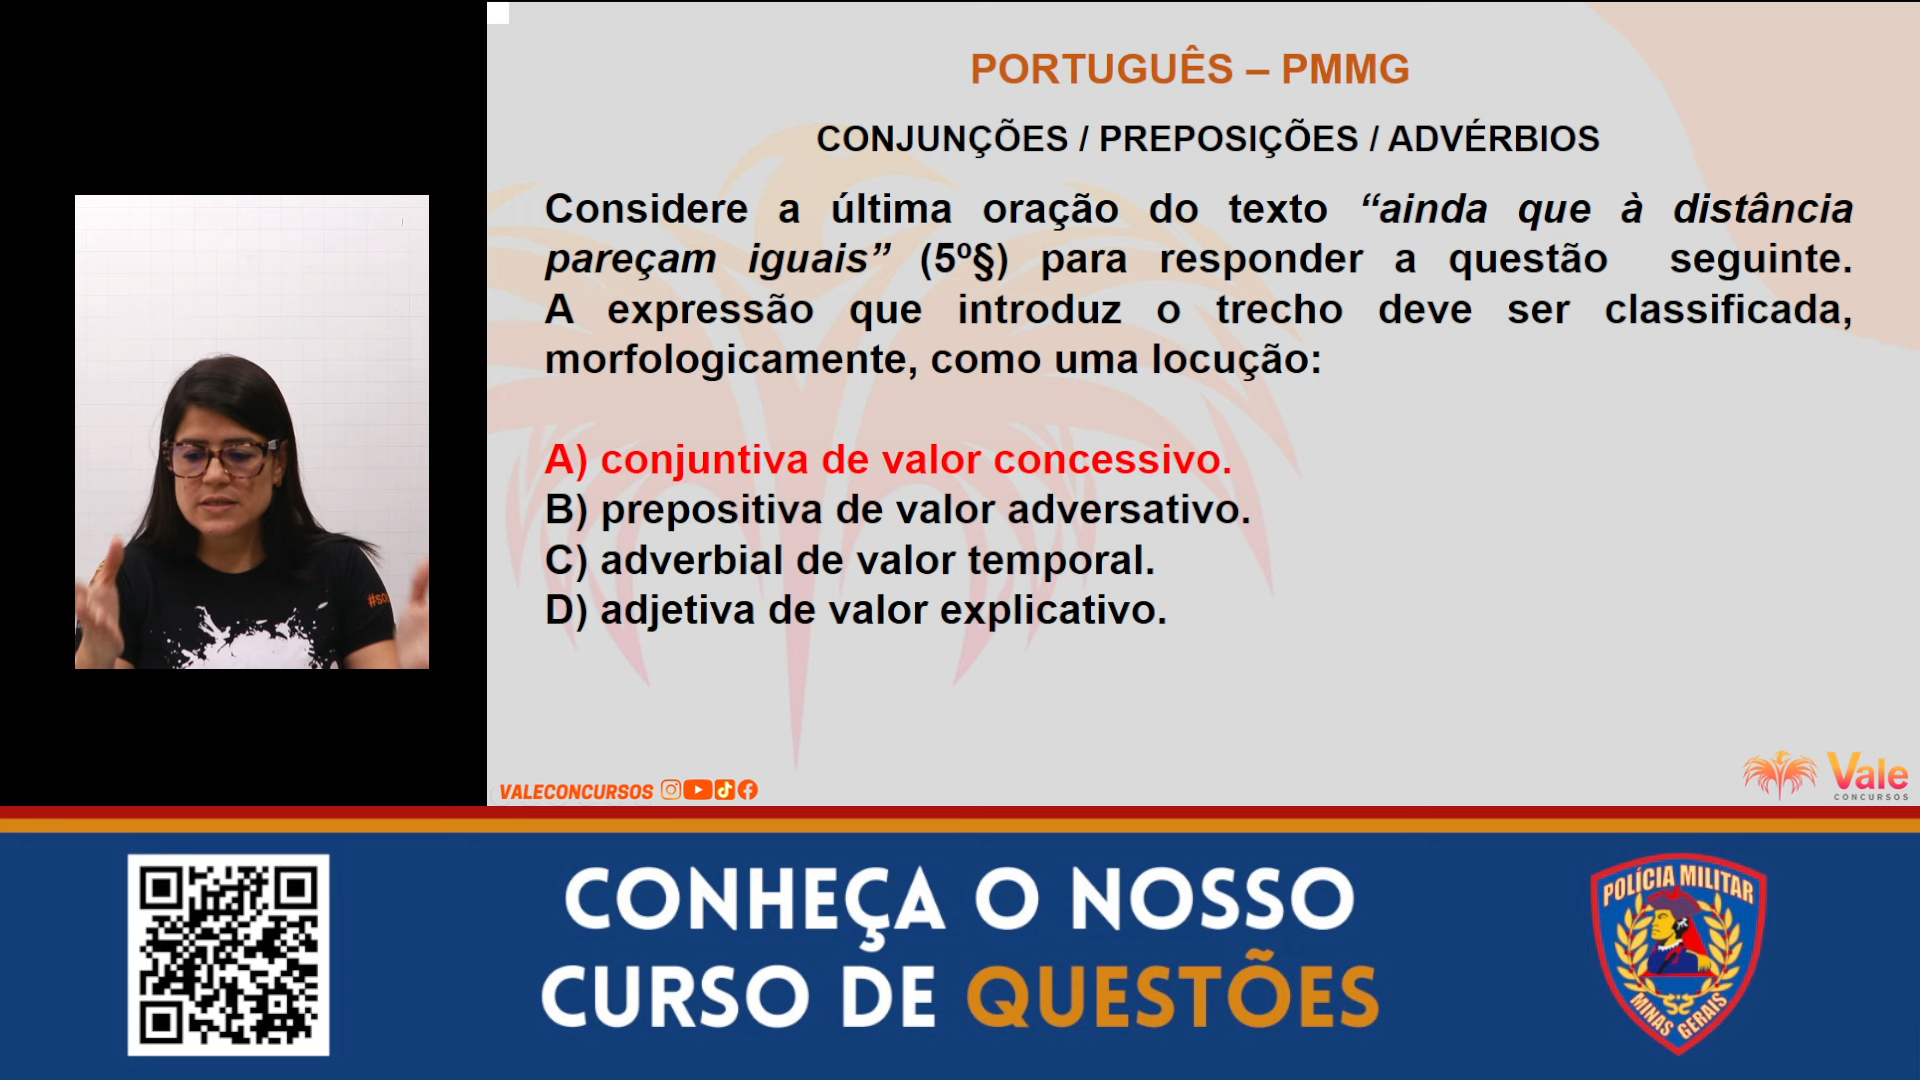 PORTUGUÊS – PMMG
CONJUNÇÕES / PREPOSIÇÕES / ADVÉRBIOS
Considere a última oração do texto “ainda que à distância
pareçam iguais” (5º§) para responder a questão seguinte.
A expressão que introduz o trecho deve ser classificada,
morfologicamente, como uma locução:
A) conjuntiva de valor concessivo.
B) prepositiva de valor adversativo.
C) adverbial de valor temporal.
D) adjetiva de valor explicativo.
#so
VALECONCURSOS
Vale
CONCURSOS
CONHEÇA O NOSSO
CURSO DE QUESTÕES
POLÍCIA MILITAR
MINAS GERAIS